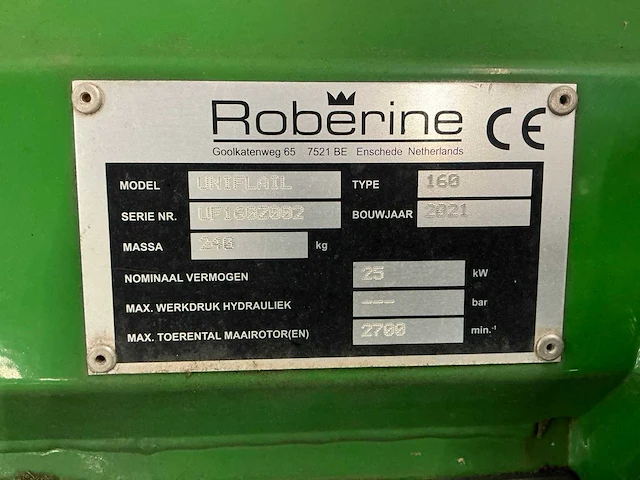 Roberine
CE
Goolkatenweg 65 7521 BE Enschede Netherlands
MODEL UNIFLAIL TYPE 160
SERIE NR. BOUWJAAR 2021
MASSA 240 kg
NOMINAAL VERMOGEN 25 kW
MAX. WERKDRUK HYDRAULIEK --- bar
MAX. TOERENTAL MAAIROTOR(EN) 2700 min.-¹